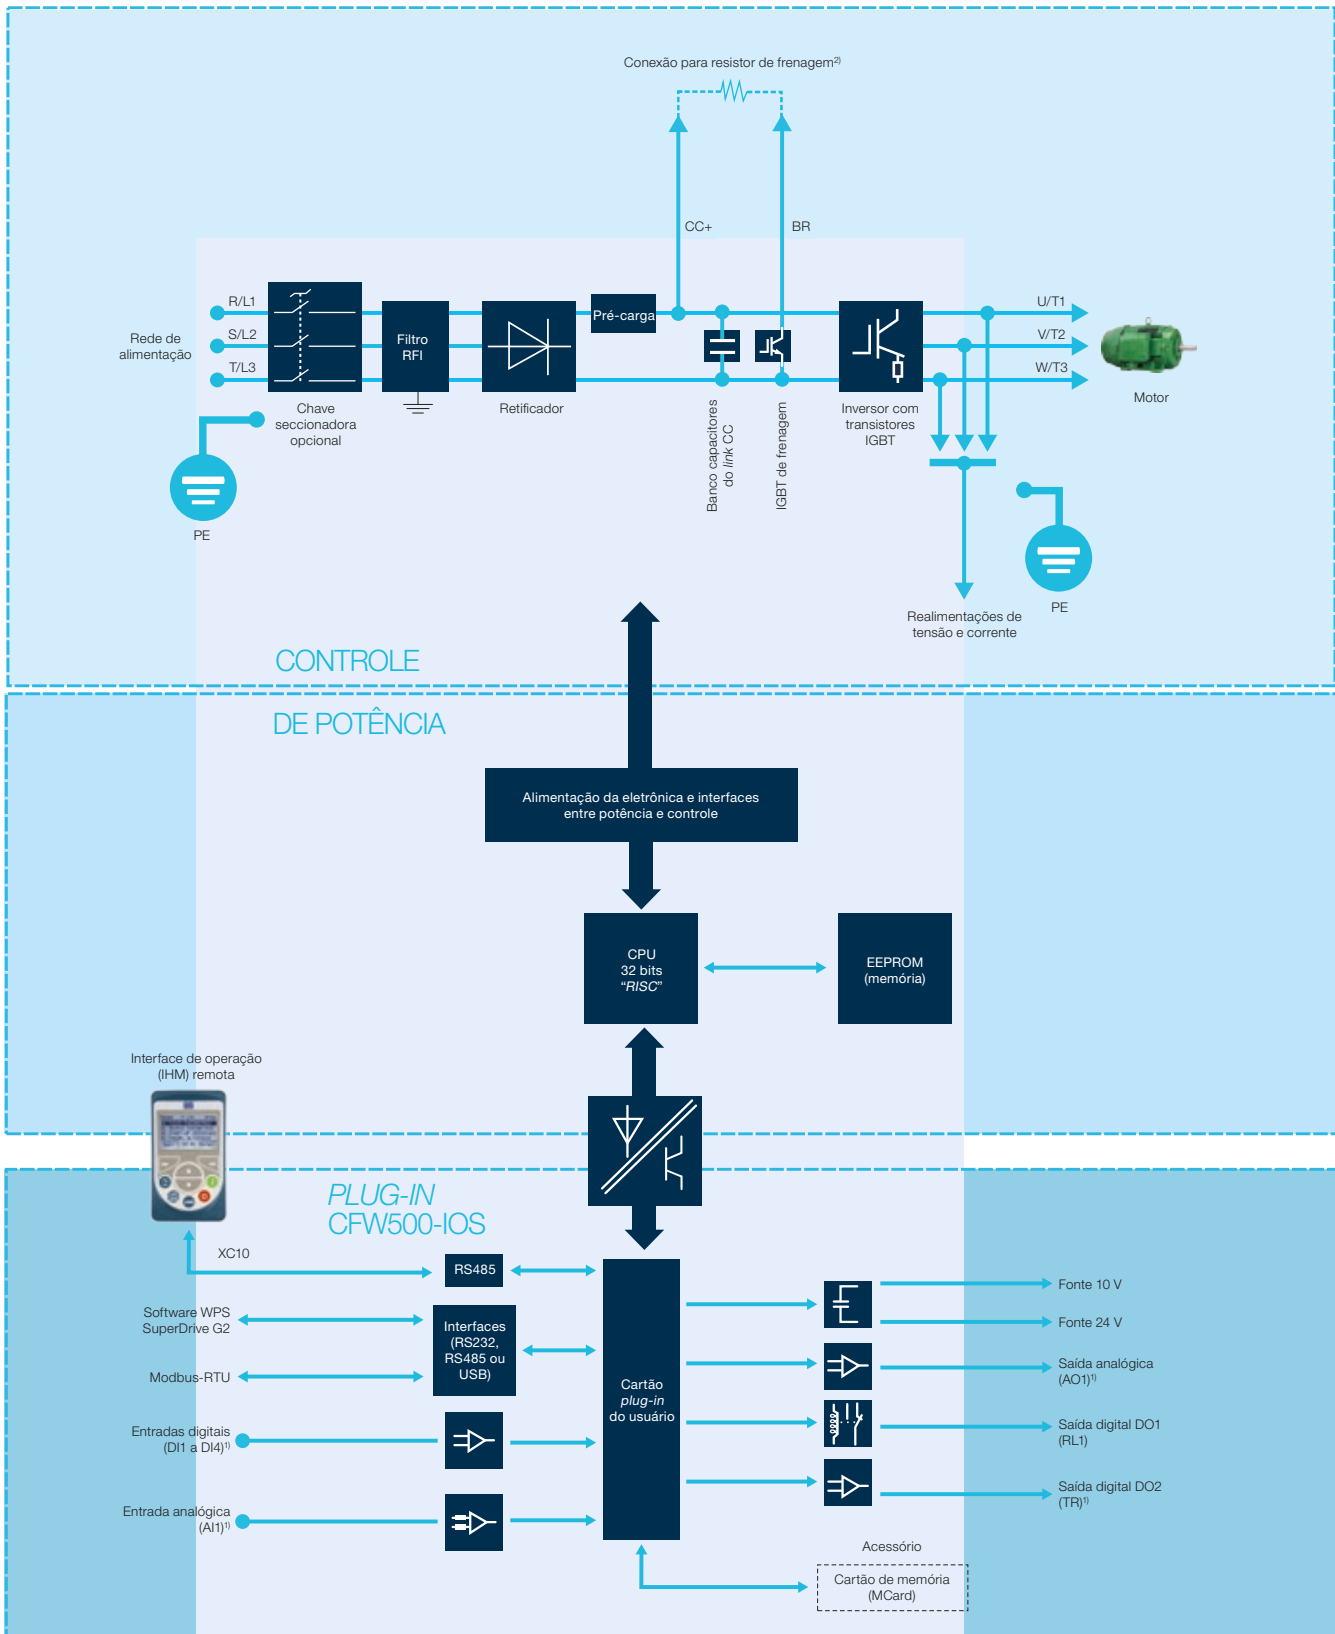 Conexão para resistor de frenagem²⁾
CC+
BR
R/L1
S/L2
T/L3
Rede de
alimentação
Filtro
RFI
Pré-carga
U/T1
V/T2
W/T3
Motor
Chave
seccionadora
opcional
Retificador
Banco capacitores
do link CC
IGBT de frenagem
Inversor com
transistores
IGBT
PE
PE
Realimentações de
tensão e corrente
CONTROLE
DE POTÊNCIA
Alimentação da eletrônica e interfaces
entre potência e controle
CPU
32 bits
“RISC”
EEPROM
(memória)
Interface de operação
(IHM) remota
PLUG-IN
CFW500-IOS
XC10
RS485
Software WPS
SuperDrive G2
Interfaces
(RS232,
RS485 ou
USB)
Modbus-RTU
Entradas digitais
(DI1 a DI4)¹⁾
Entrada analógica
(AI1)¹⁾
Cartão
plug-in
do usuário
Fonte 10 V
Fonte 24 V
Saída analógica
(AO1)¹⁾
Saída digital DO1
(RL1)
Saída digital DO2
(TR)¹⁾
Acessório
Cartão de memória
(MCard)